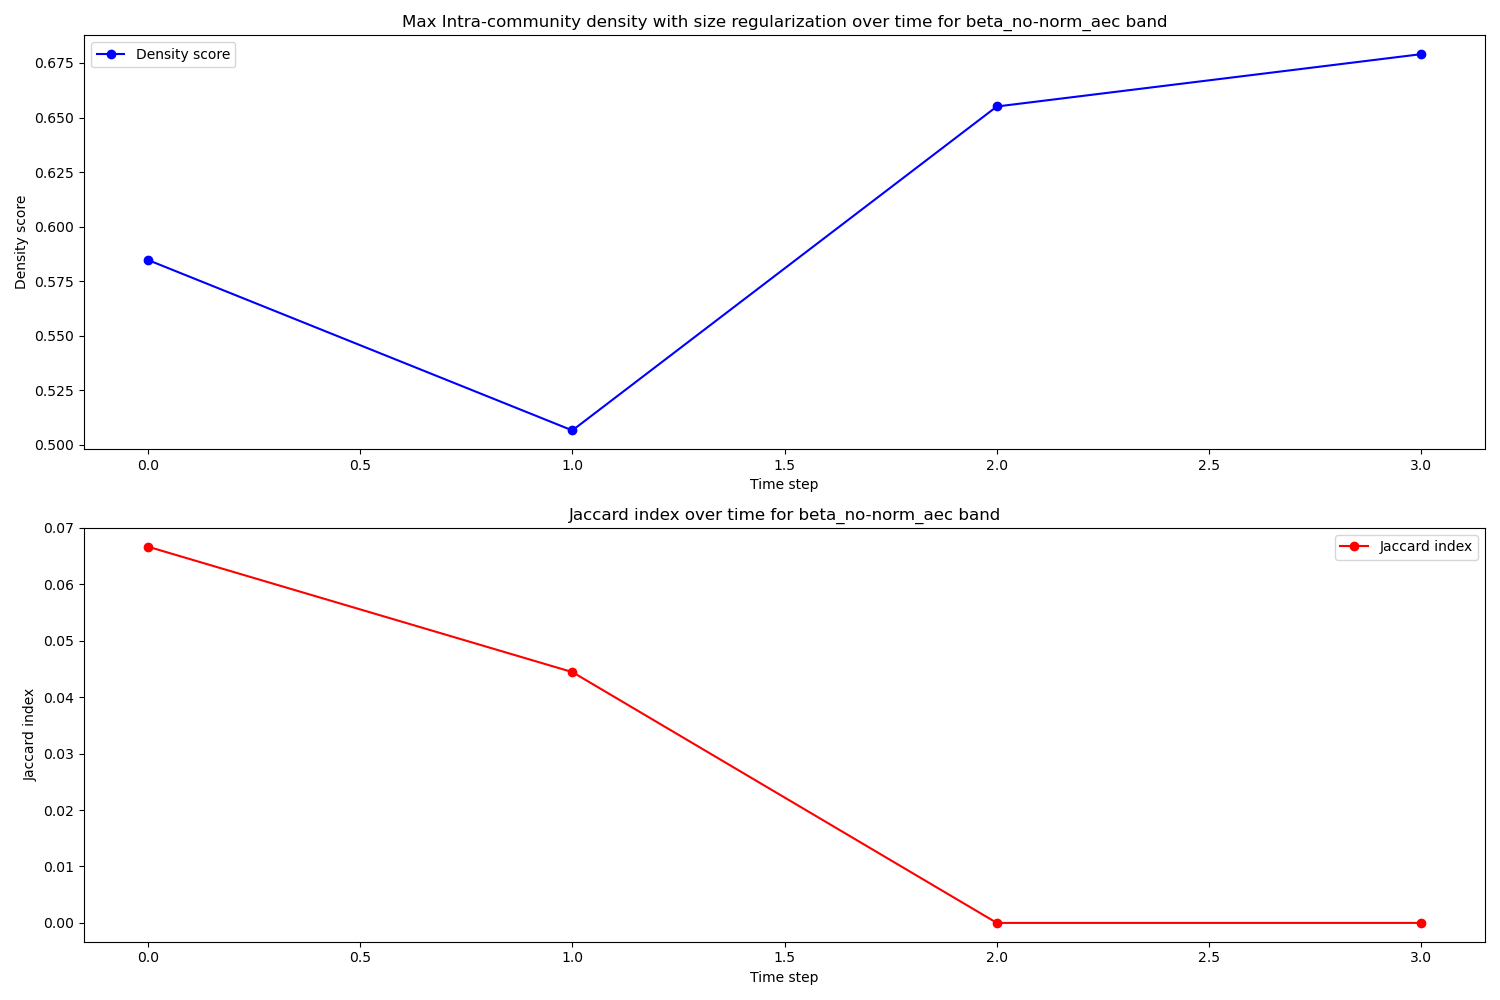 Max Intra-community density with size regularization over time for beta_no-norm_aec band
Density score
0.675
0.650
0.625
0.600
0.575
0.550
0.525
0.500
Density score
0.0 0.5 1.0 1.5 2.0 2.5 3.0
Time step
Jaccard index over time for beta_no-norm_aec band
Jaccard index
0.07
0.06
0.05
0.04
0.03
0.02
0.01
0.00
Jaccard index
0.0 0.5 1.0 1.5 2.0 2.5 3.0
Time step